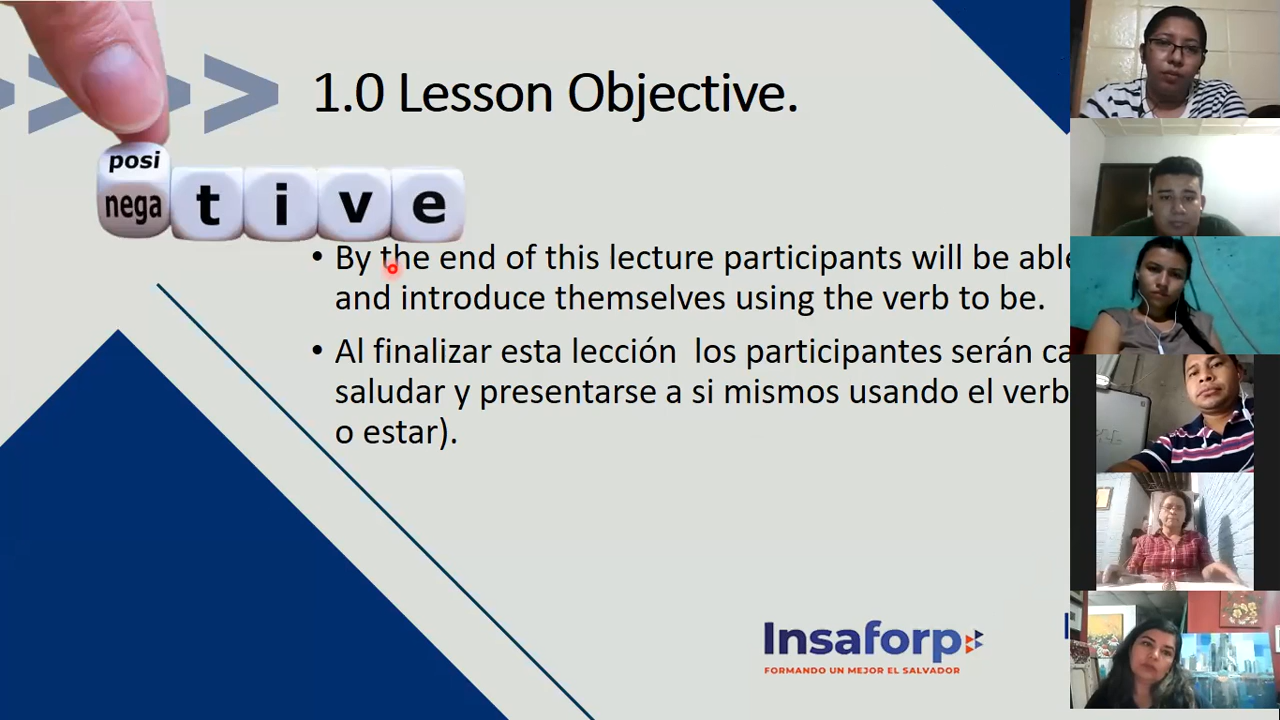 1.0 Lesson Objective.
posi
nega t i v e
• By the end of this lecture participants will be able
and introduce themselves using the verb to be.
• Al finalizar esta lección los participantes serán ca
saludar y presentarse a si mismos usando el verb
o estar).
Insaforp
FORMANDO UN MEJOR EL SALVADOR